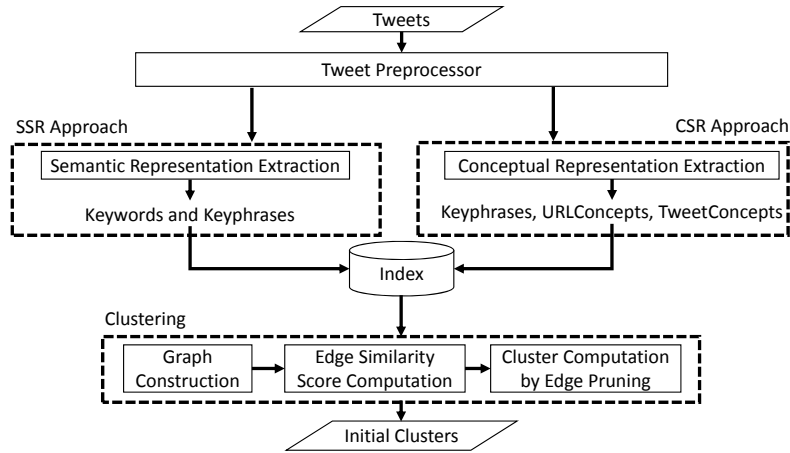 Tweets
Tweet Preprocessor
SSR Approach
CSR Approach
Semantic Representation Extraction
Keywords and Keyphrases
Conceptual Representation Extraction
Keyphrases, URLConcepts, TweetConcepts
Index
Clustering
Graph
Construction
Edge Similarity
Score Computation
Cluster Computation
by Edge Pruning
Initial Clusters